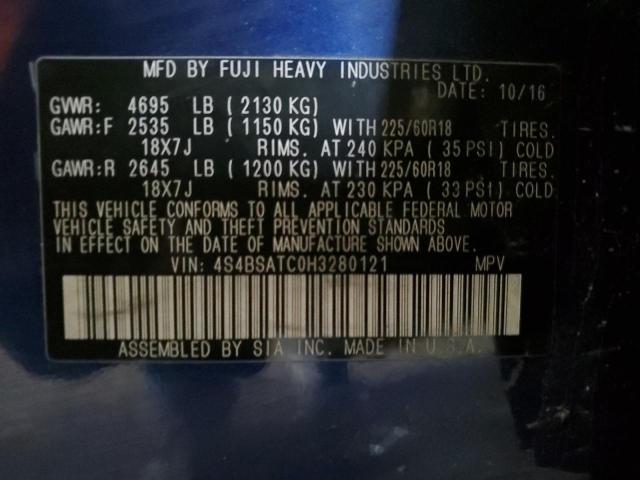 MFD BY FUJI HEAVY INDUSTRIES LTD.
DATE: 10/16
GVWR: 4695 LB ( 2130 KG)
GAWR:F 2535 LB ( 1150 KG) WITH 225/60R18 TIRES.
18X7J RIMS. AT 240 KPA ( 35 PSI) COLD
GAWR:R 2645 LB ( 1200 KG) WITH 225/60R18 TIRES.
18X7J RIMS. AT 230 KPA ( 33 PSI) COLD
THIS VEHICLE CONFORMS TO ALL APPLICABLE FEDERAL MOTOR
VEHICLE SAFETY AND THEFT PREVENTION STANDARDS
IN EFFECT ON THE DATE OF MANUFACTURE SHOWN ABOVE.
VIN: 4S4BSATC0H3280121 MPV
ASSEMBLED BY SIA INC. MADE IN U.S.A.